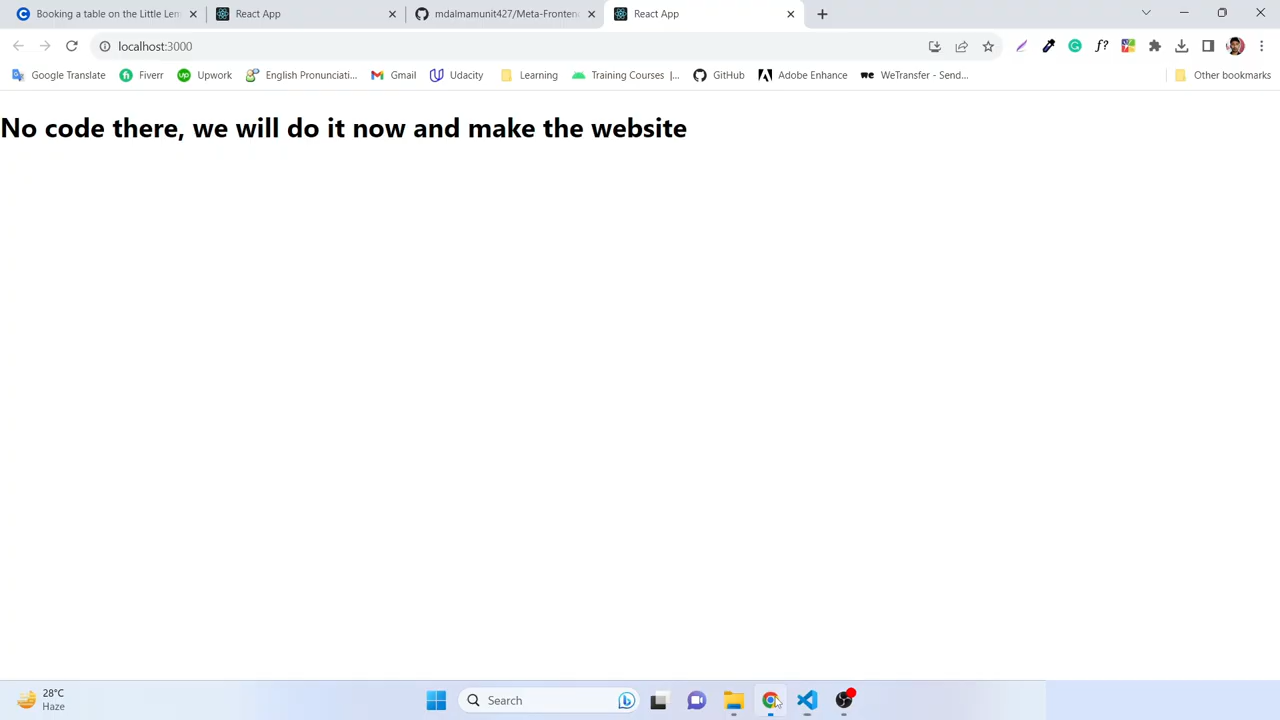 Booking a table on the Little Lem
React App
mdalmamunit427/Meta-Frontend
React App
localhost:3000
Google Translate
Fiverr
Upwork
English Pronunciati...
Gmail
Udacity
Learning
Training Courses |...
GitHub
Adobe Enhance
WeTransfer - Send...
Other bookmarks
No code there, we will do it now and make the website
28°C
Haze
Search